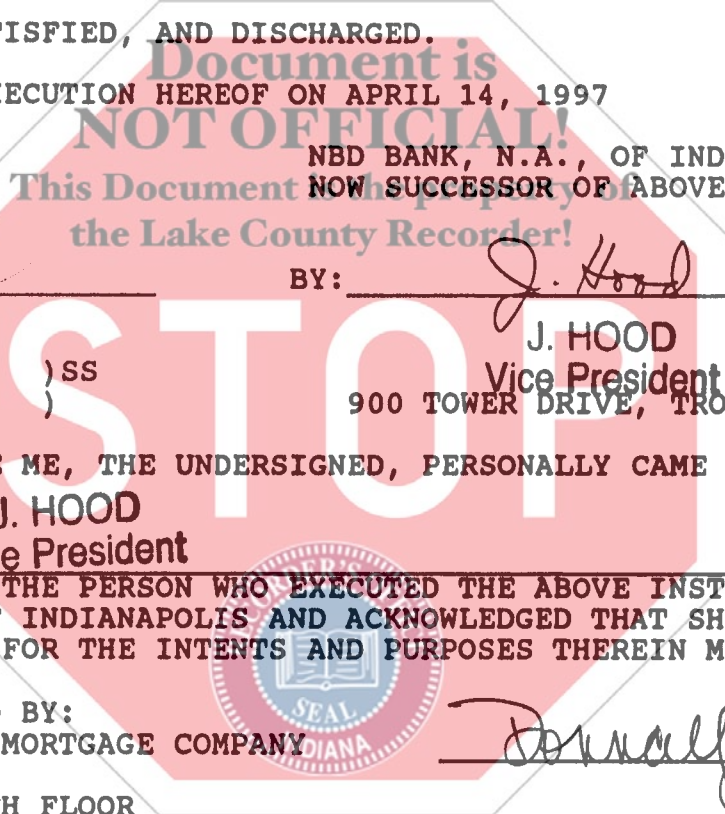 TISFIED, AND DISCHARGED.
Document is
ECUTION HEREOF ON APRIL 14, 1997
NOT OFFICIAL!
NBD BANK, N.A., OF IND
This Document is the property of
NOW SUCCESSOR OF ABOVE
the Lake County Recorder!
BY: J. Hood
STOP
J. HOOD
)SS
Vice President
)
900 TOWER DRIVE, TRO
ME, THE UNDERSIGNED, PERSONALLY CAME
J. HOOD
e President
THE PERSON WHO EXECUTED THE ABOVE INST
INDIANAPOLIS AND ACKNOWLEDGED THAT SH
FOR THE INTENTS AND PURPOSES THEREIN M
SEAL
INDIANA
BY:
MORTGAGE COMPANY
H FLOOR